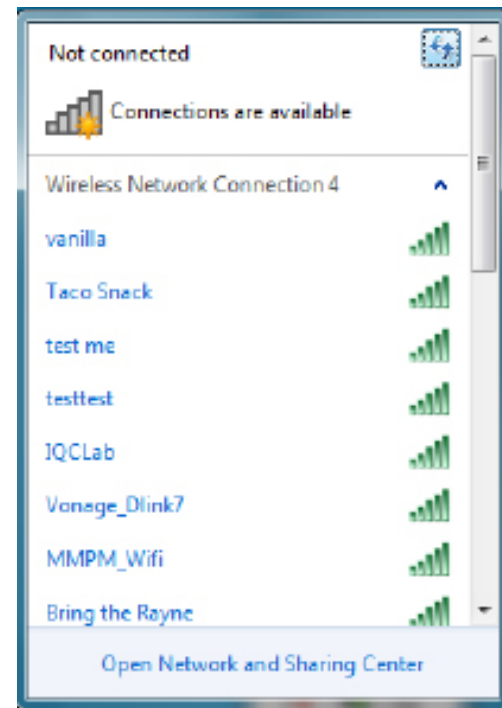 Not connected
Connections are available
Wireless Network Connection 4
vanilla
Taco Snack
test me
testtest
IQCLab
Vonage_Dlink7
MMPM_Wifi
Bring the Rayne
Open Network and Sharing Center